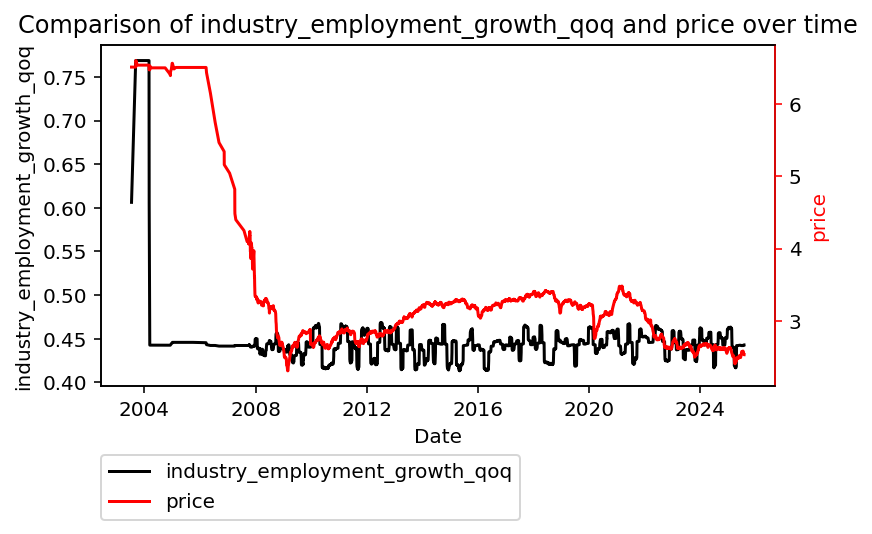 Comparison of industry_employment_growth_qoq and price over time
industry_employment_growth_qoq
0.75
0.70
0.65
0.60
0.55
0.50
0.45
0.40
6
5
4
3
price
2004 2008 2012 2016 2020 2024
Date
industry_employment_growth_qoq
price